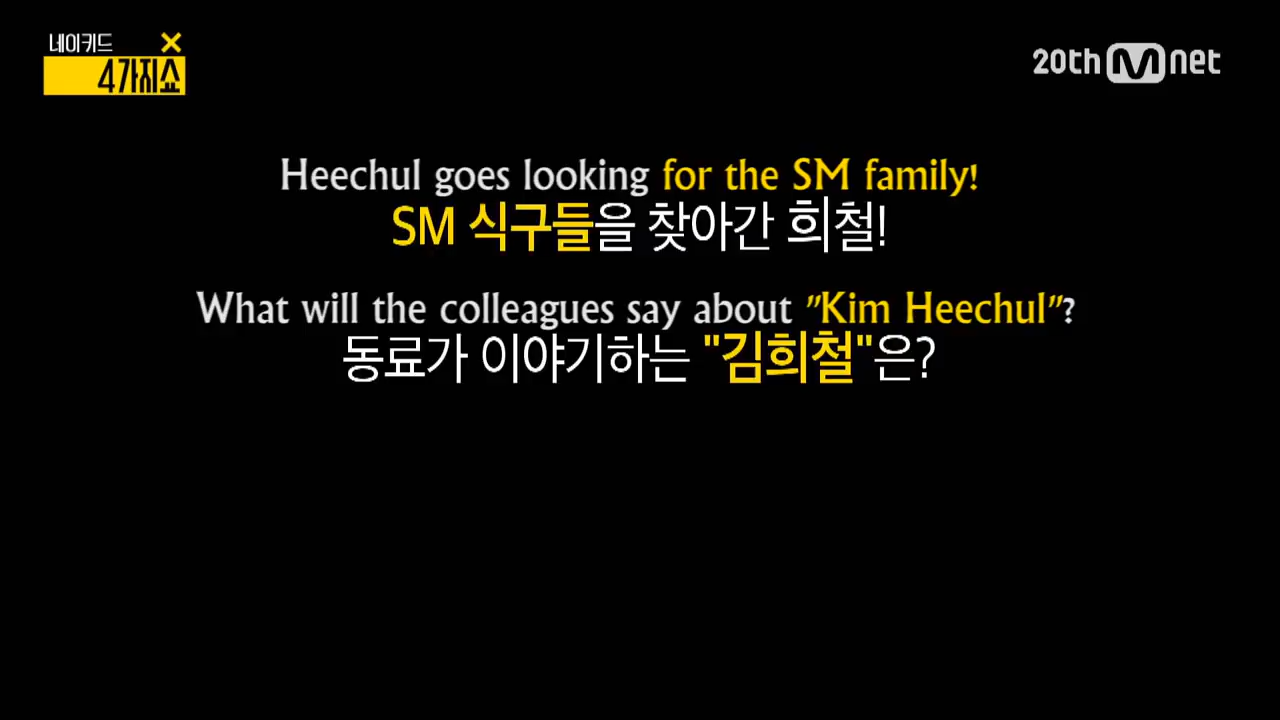 네이키드
4가지쇼
20th Mnet
Heechul goes looking for the SM family!
SM 식구들을 찾아간 희철!
What will the colleagues say about "Kim Heechul"?
동료가 이야기하는 "김희철"은?